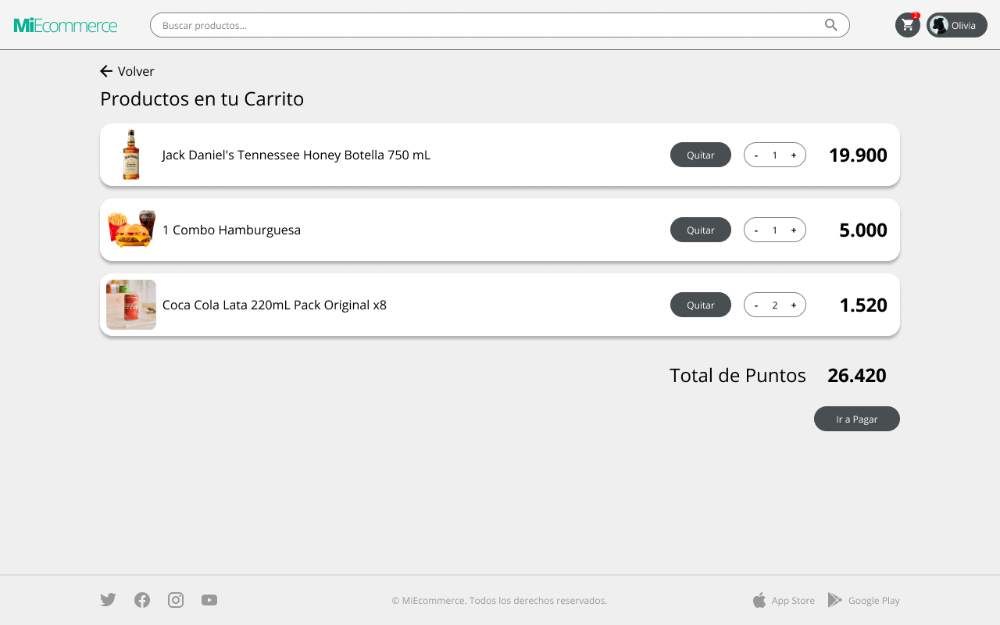 MiEcommerce
Buscar productos...
2
Olivia
Volver
Productos en tu Carrito
Jack Daniel's Tennessee Honey Botella 750 mL
Quitar
- 1 +
19.900
1 Combo Hamburguesa
Quitar
- 1 +
5.000
Coca Cola Lata 220mL Pack Original x8
Quitar
- 2 +
1.520
Total de Puntos 26.420
Ir a Pagar
© MiEcommerce. Todos los derechos reservados.
App Store
Google Play